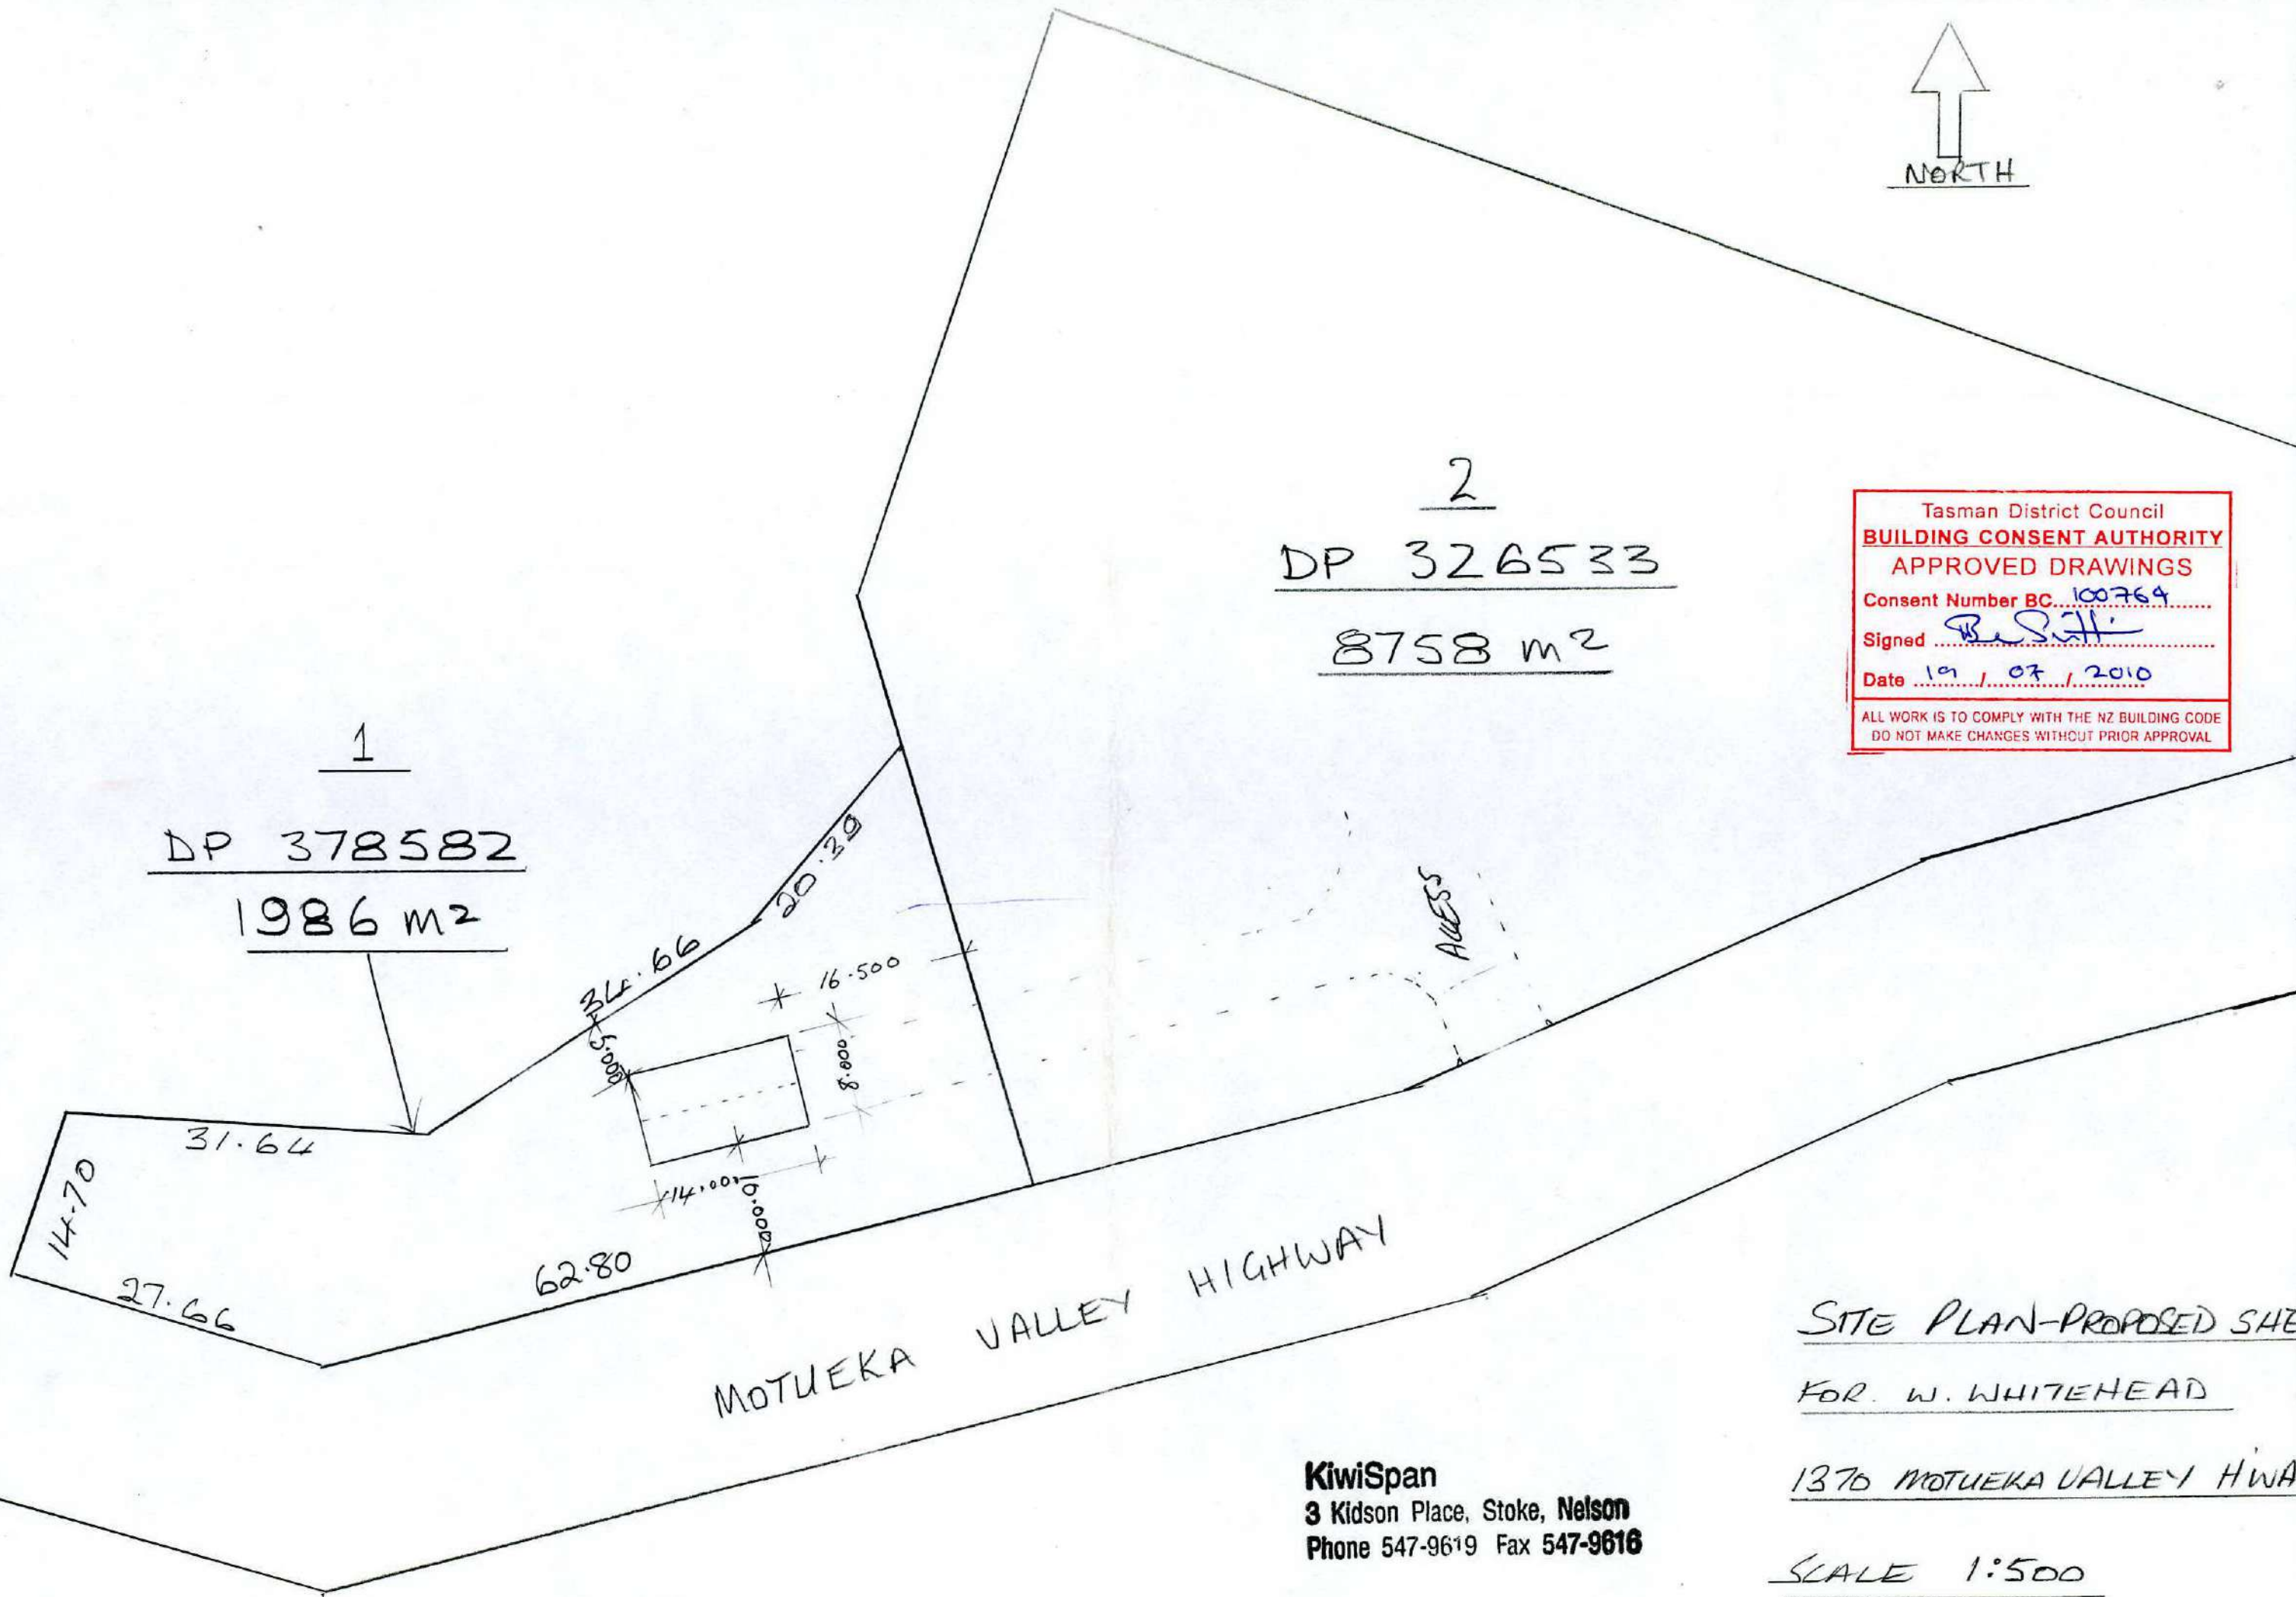 NORTH
2
DP 326533
8758 m2
Tasman District Council
BUILDING CONSENT AUTHORITY
APPROVED DRAWINGS
Consent Number BC 100764
Signed
Date 19 / 07 / 2010
ALL WORK IS TO COMPLY WITH THE NZ BUILDING CODE
DO NOT MAKE CHANGES WITHOUT PRIOR APPROVAL
1
DP 378582
1986 m2
20.39
34.66
16.500
ACCESS
5.000
8.000
31.64
14.70
14.000
10.000
27.66
62.80
MOTUEKA VALLEY HIGHWAY
SITE PLAN-PROPOSED SHE
FOR. W. WHITEHEAD
1370 MOTUEKA VALLEY H'WA
SCALE 1:500
KiwiSpan
3 Kidson Place, Stoke, Nelson
Phone 547-9619 Fax 547-9616